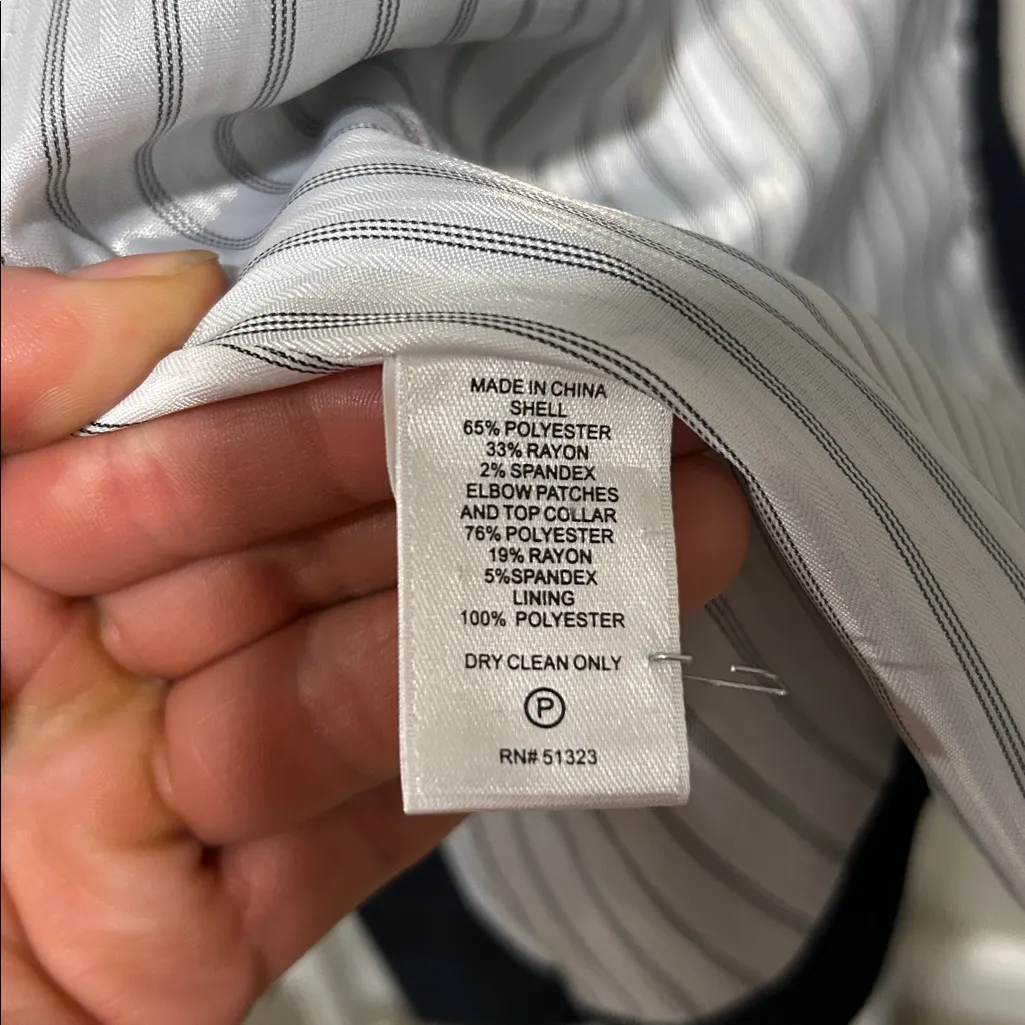 MADE IN CHINA
SHELL
65% POLYESTER
33% RAYON
2% SPANDEX
ELBOW PATCHES
AND TOP COLLAR
76% POLYESTER
19% RAYON
5%SPANDEX
LINING
100% POLYESTER
DRY CLEAN ONLY
P
RN# 51323